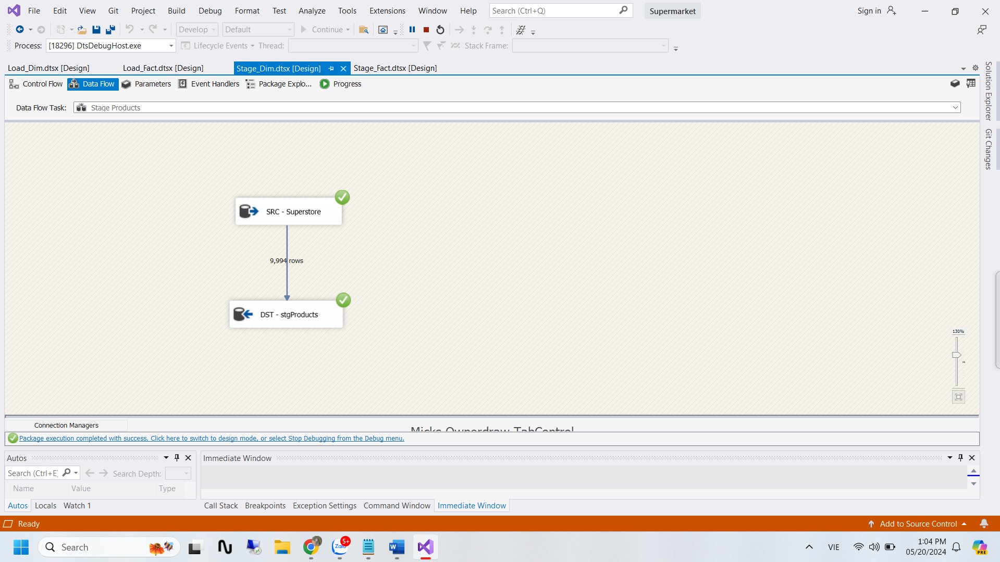 File Edit View Git Project Build Debug Format Test Analyze Tools Extensions Window Help Search (Ctrl+Q) Supermarket Sign in
Develop Default Continue
Process: [18296] DtsDebugHost.exe Lifecycle Events Thread: Stack Frame:
Load_Dim.dtsx [Design] Load_Fact.dtsx [Design] Stage_Dim.dtsx [Design] Stage_Fact.dtsx [Design]
Control Flow Data Flow Parameters Event Handlers Package Explo... Progress
Solution Explorer
Git Changes
Data Flow Task: Stage Products
SRC - Superstore
9,994 rows
DST - stgProducts
130%
Connection Managers
Micks Ownerdraw TabControl
Package execution completed with success. Click here to switch to design mode, or select Stop Debugging from the Debug menu.
Autos Immediate Window
Search (Ctrl+E) Search Depth:
Name Value Type
Autos Locals Watch 1 Call Stack Breakpoints Exception Settings Command Window Immediate Window
Ready Add to Source Control
Search 5+ Zalo W VIE 1:04 PM
05/20/2024 PRE